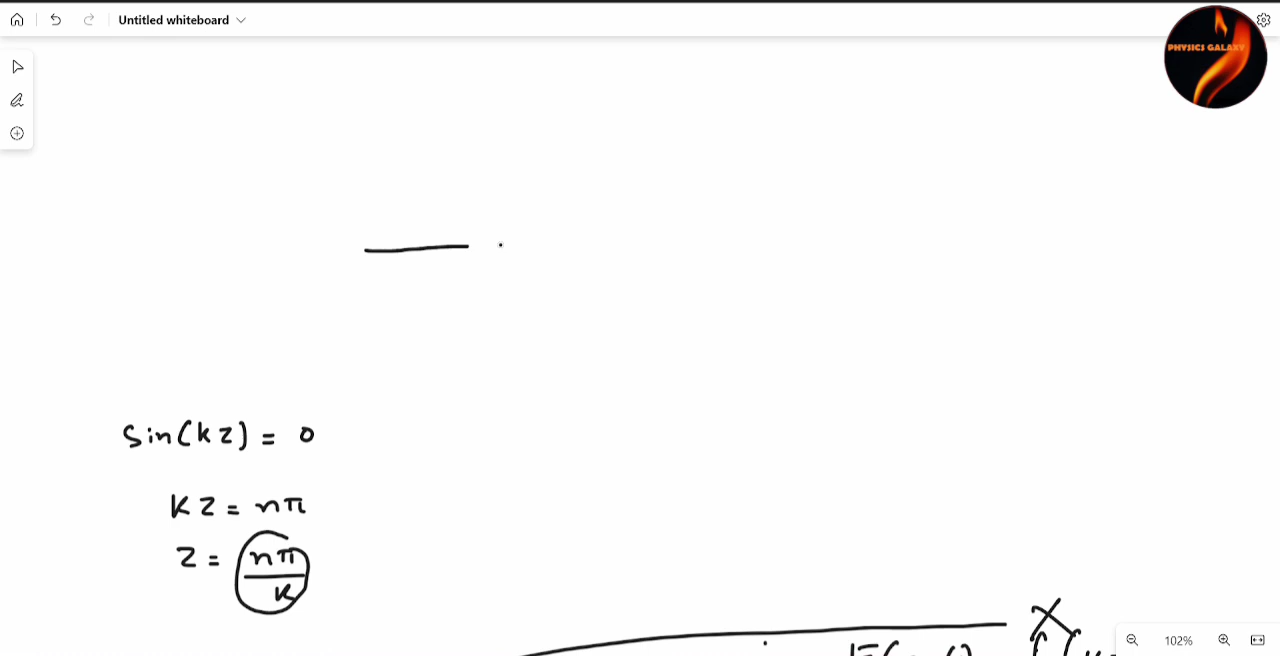 Untitled whiteboard
PHYSICS GALAXY
Sin(kz) = 0
kz = nπ
z = nπ/k
102%